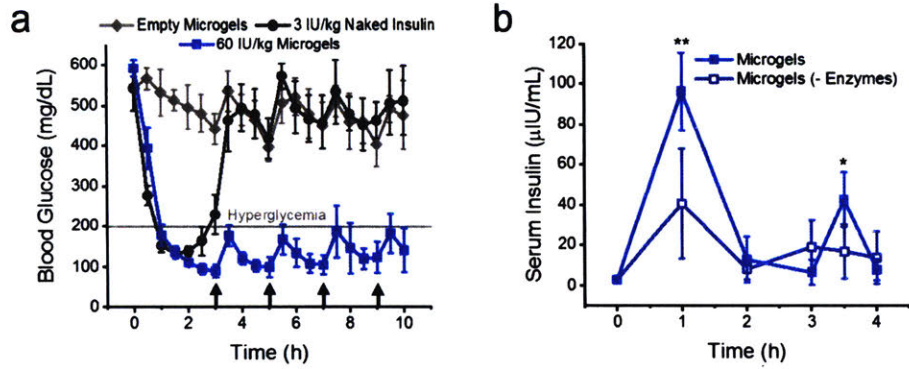 a
Empty Microgels 3 IU/kg Naked Insulin
60 IU/kg Microgels
Blood Glucose (mg/dL)
600
500
400
300
200
100
0
Hyperglycemia
0 2 4 6 8 10
Time (h)
b
Microgels
Microgels (- Enzymes)
Serum Insulin (µIU/mL)
120
100
80
60
40
20
0
**
*
0 1 2 3 4
Time (h)